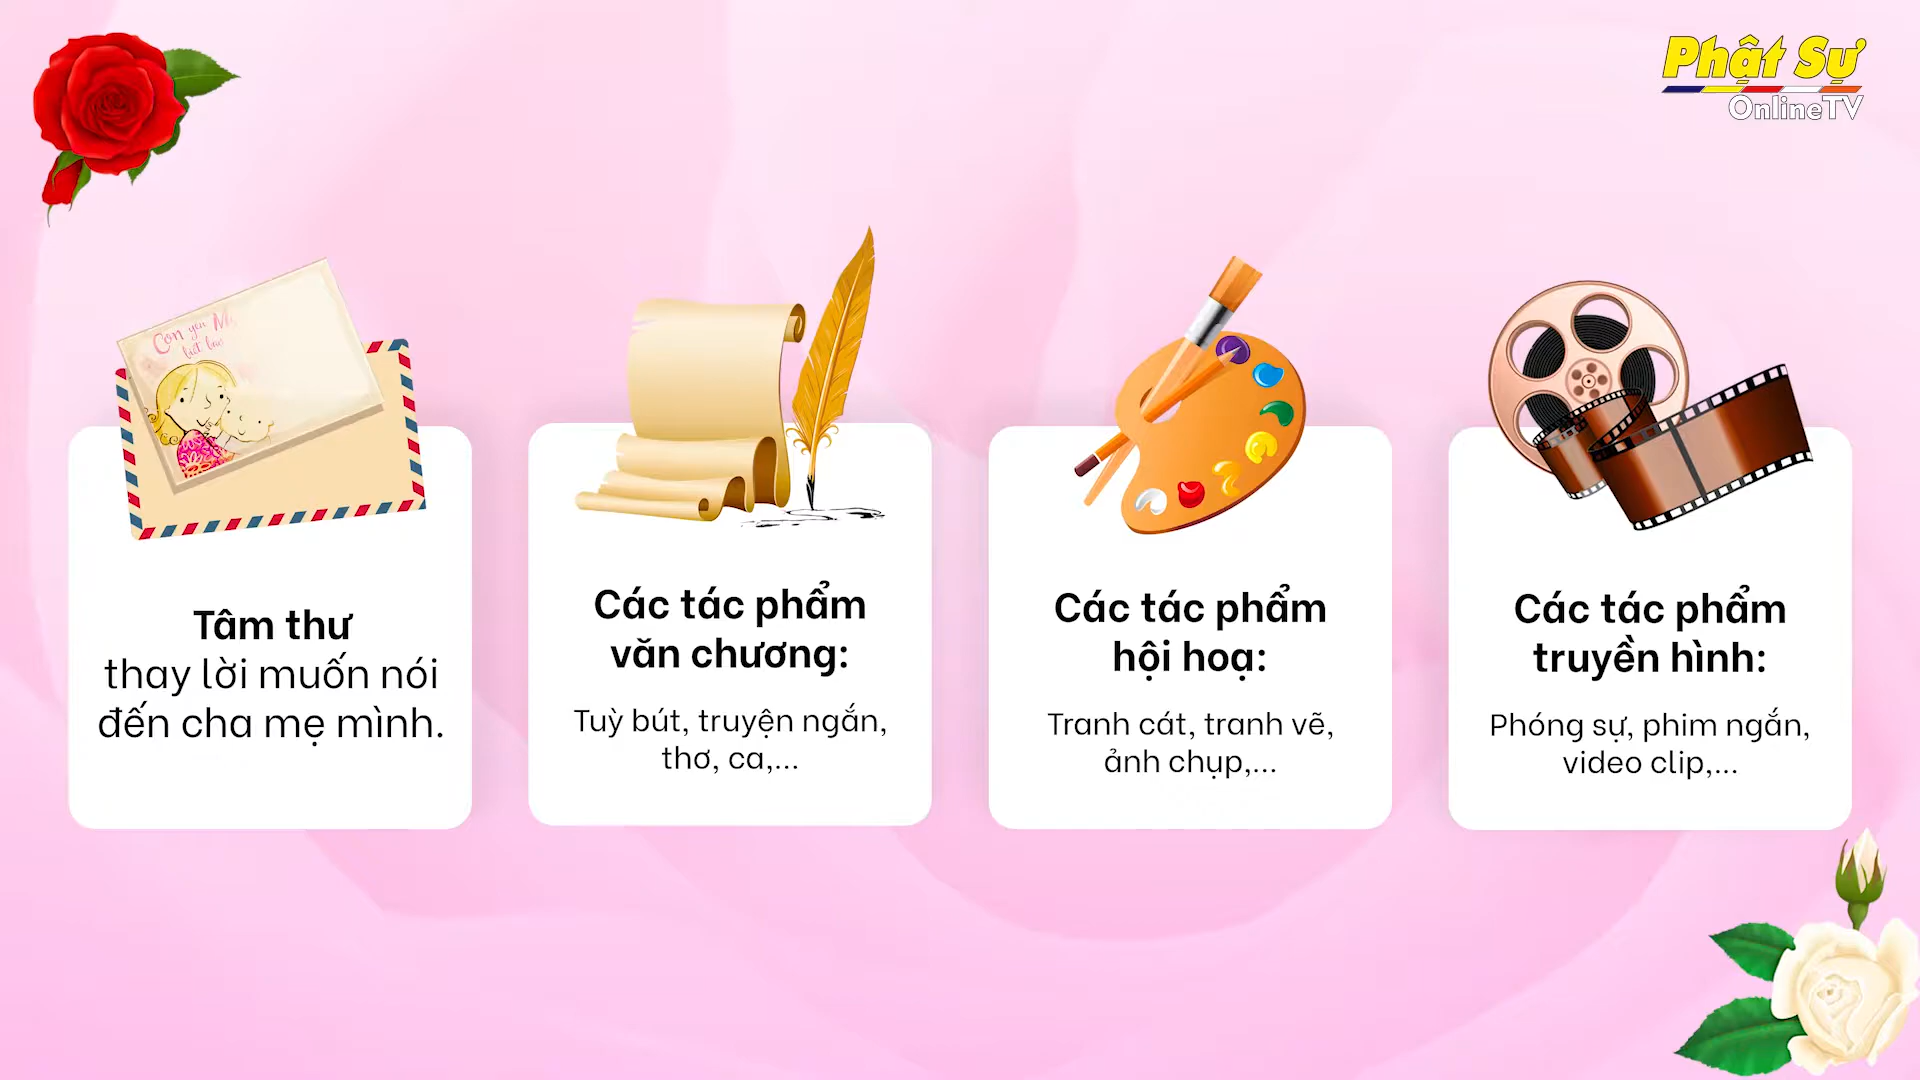 Phật Sự
OnlineTV
Con yêu
Tâm thư
thay lời muốn nói
đến cha mẹ mình.
Các tác phẩm
văn chương:
Tuỳ bút, truyện ngắn,
thơ, ca,...
Các tác phẩm
hội hoạ:
Tranh cát, tranh vẽ,
ảnh chụp,...
Các tác phẩm
truyền hình:
Phóng sự, phim ngắn,
video clip,...